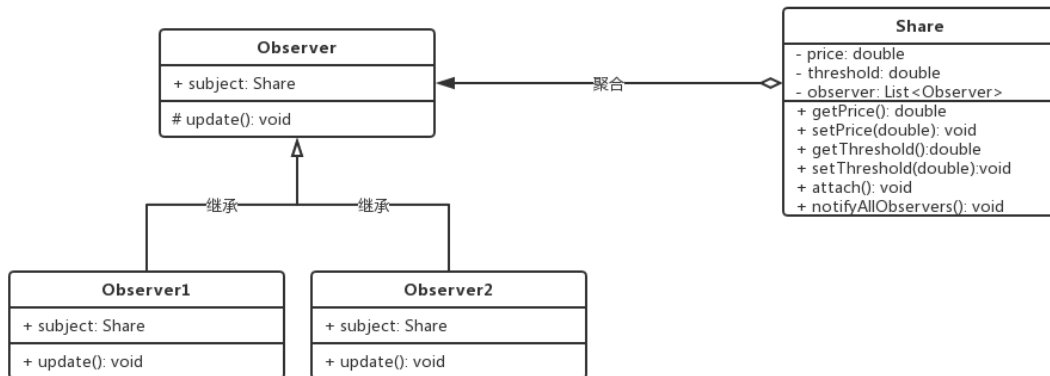 Observer
+ subject: Share
# update(): void
聚合
Share
- price: double
- threshold: double
- observer: List<Observer>
+ getPrice(): double
+ setPrice(double): void
+ getThreshold():double
+ setThreshold(double):void
+ attach(): void
+ notifyAllObservers(): void
继承
继承
Observer1
+ subject: Share
+ update(): void
Observer2
+ subject: Share
+ update(): void